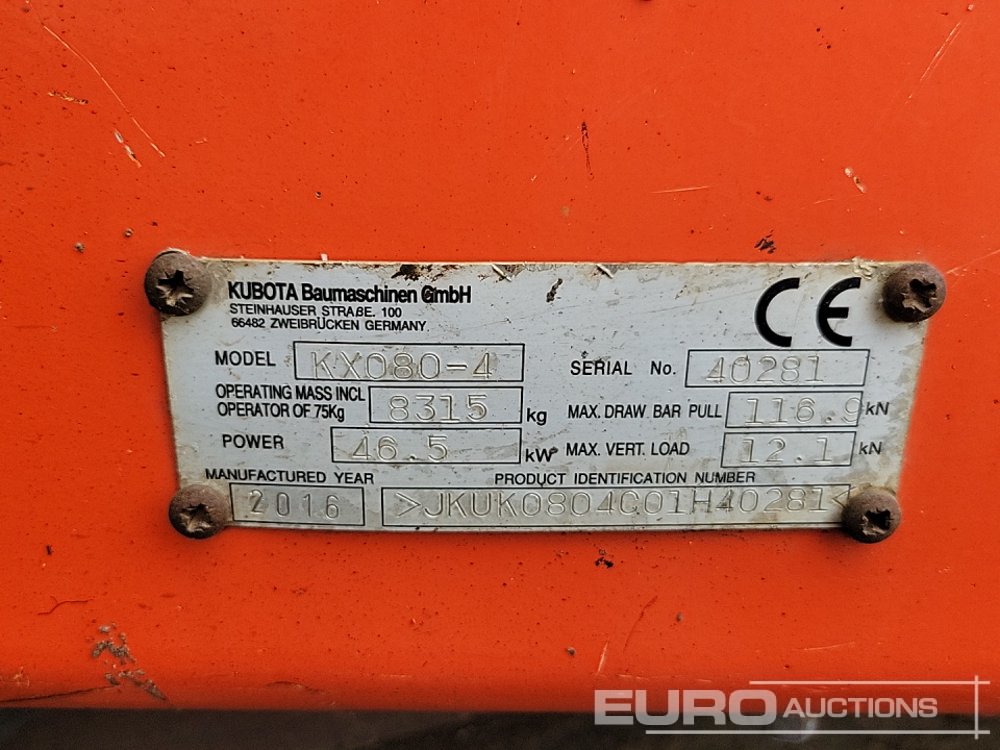 KUBOTA Baumaschinen GmbH
STEINHAUSER STRAßE. 100
66482 ZWEIBRÜCKEN GERMANY
CE
MODEL KX080-4
SERIAL No. 40281
OPERATING MASS INCL
OPERATOR OF 75Kg 8315 kg
MAX. DRAW. BAR PULL 116.9 kN
POWER 46.5 kW
MAX. VERT. LOAD 12.1 kN
MANUFACTURED YEAR
2016
PRODUCT IDENTIFICATION NUMBER
>JKUK0804C01H40281<
EURO AUCTIONS